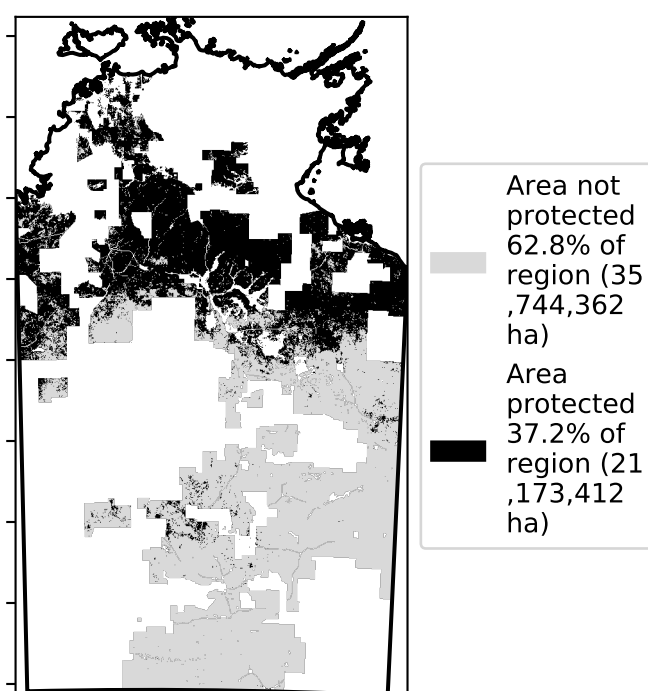 Area not
protected
62.8% of
region (35
,744,362
ha)
Area
protected
37.2% of
region (21
,173,412
ha)